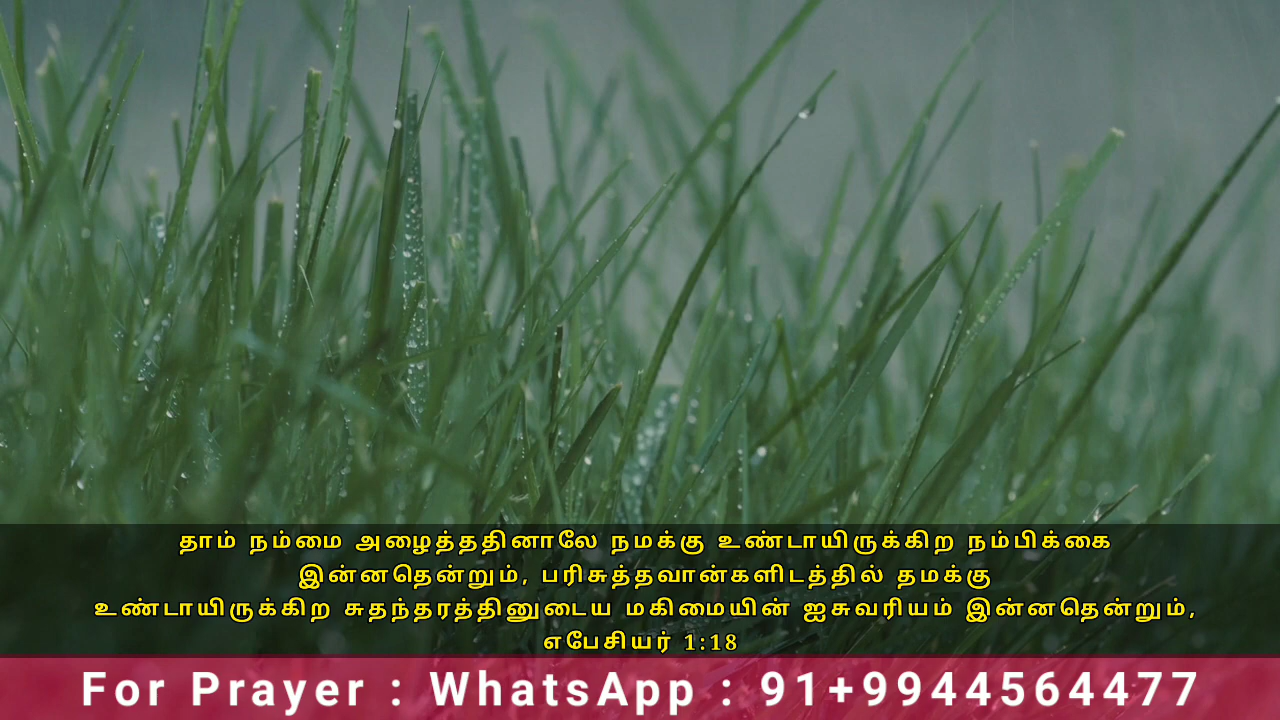 தாம் நம்மை அழைத்ததினாலே நமக்கு உண்டாயிருக்கிற நம்பிக்கை
இன்னதென்றும், பரிசுத்தவான்களிடத்தில் தமக்கு
உண்டாயிருக்கிற சுதந்தரத்தினுடைய மகிமையின் ஐசுவரியம் இன்னதென்றும்,
எபேசியர் 1:18
For Prayer : WhatsApp : 91+9944564477